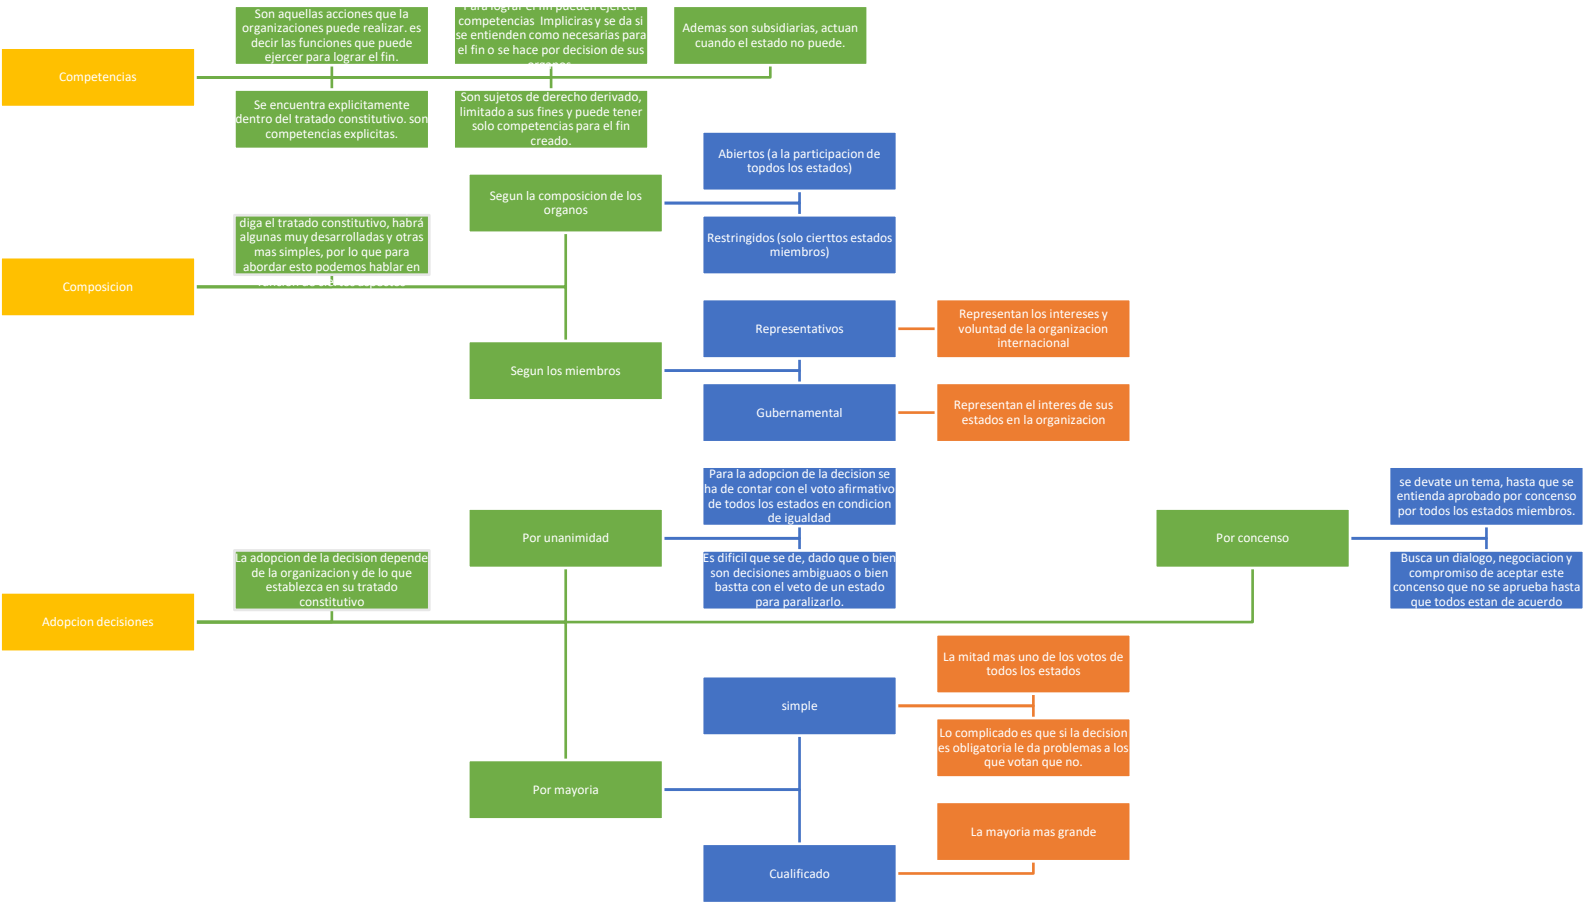 Son aquellas acciones que la
organizaciones puede realizar. es
decir las funciones que puede
ejercer para lograr el fin.
Para lograr el fin pueden ejercer
competencias Impliciras y se da si
se entienden como necesarias para
el fin o se hace por decision de sus
organos
Ademas son subsidiarias, actuan
cuando el estado no puede.
Competencias
Se encuentra explicitamente
dentro del tratado constitutivo. son
competencias explicitas.
Son sujetos de derecho derivado,
limitado a sus fines y puede tener
solo competencias para el fin
creado.
Abiertos (a la participacion de
topdos los estados)
Segun la composicion de los
organos
Restringidos (solo cierttos estados
miembros)
diga el tratado constitutivo, habrá
algunas muy desarrolladas y otras
mas simples, por lo que para
abordar esto podemos hablar en
Composicion
Representativos
Representan los intereses y
voluntad de la organizacion
internacional
Segun los miembros
Gubernamental
Representan el interes de sus
estados en la organizacion
Para la adopcion de la decision se
ha de contar con el voto afirmativo
de todos los estados en condicion
de igualdad
Por unanimidad
Es dificil que se de, dado que o bien
son decisiones ambiguaos o bien
bastta con el veto de un estado
para paralizarlo.
se devate un tema, hasta que se
entienda aprobado por concenso
por todos los estados miembros.
Por concenso
Busca un dialogo, negociacion y
compromiso de aceptar este
concenso que no se aprueba hasta
que todos estan de acuerdo
La adopcion de la decision depende
de la organizacion y de lo que
establezca en su tratado
constitutivo
Adopcion decisiones
La mitad mas uno de los votos de
todos los estados
simple
Lo complicado es que si la decision
es obligatoria le da problemas a los
que votan que no.
Por mayoria
La mayoria mas grande
Cualificado